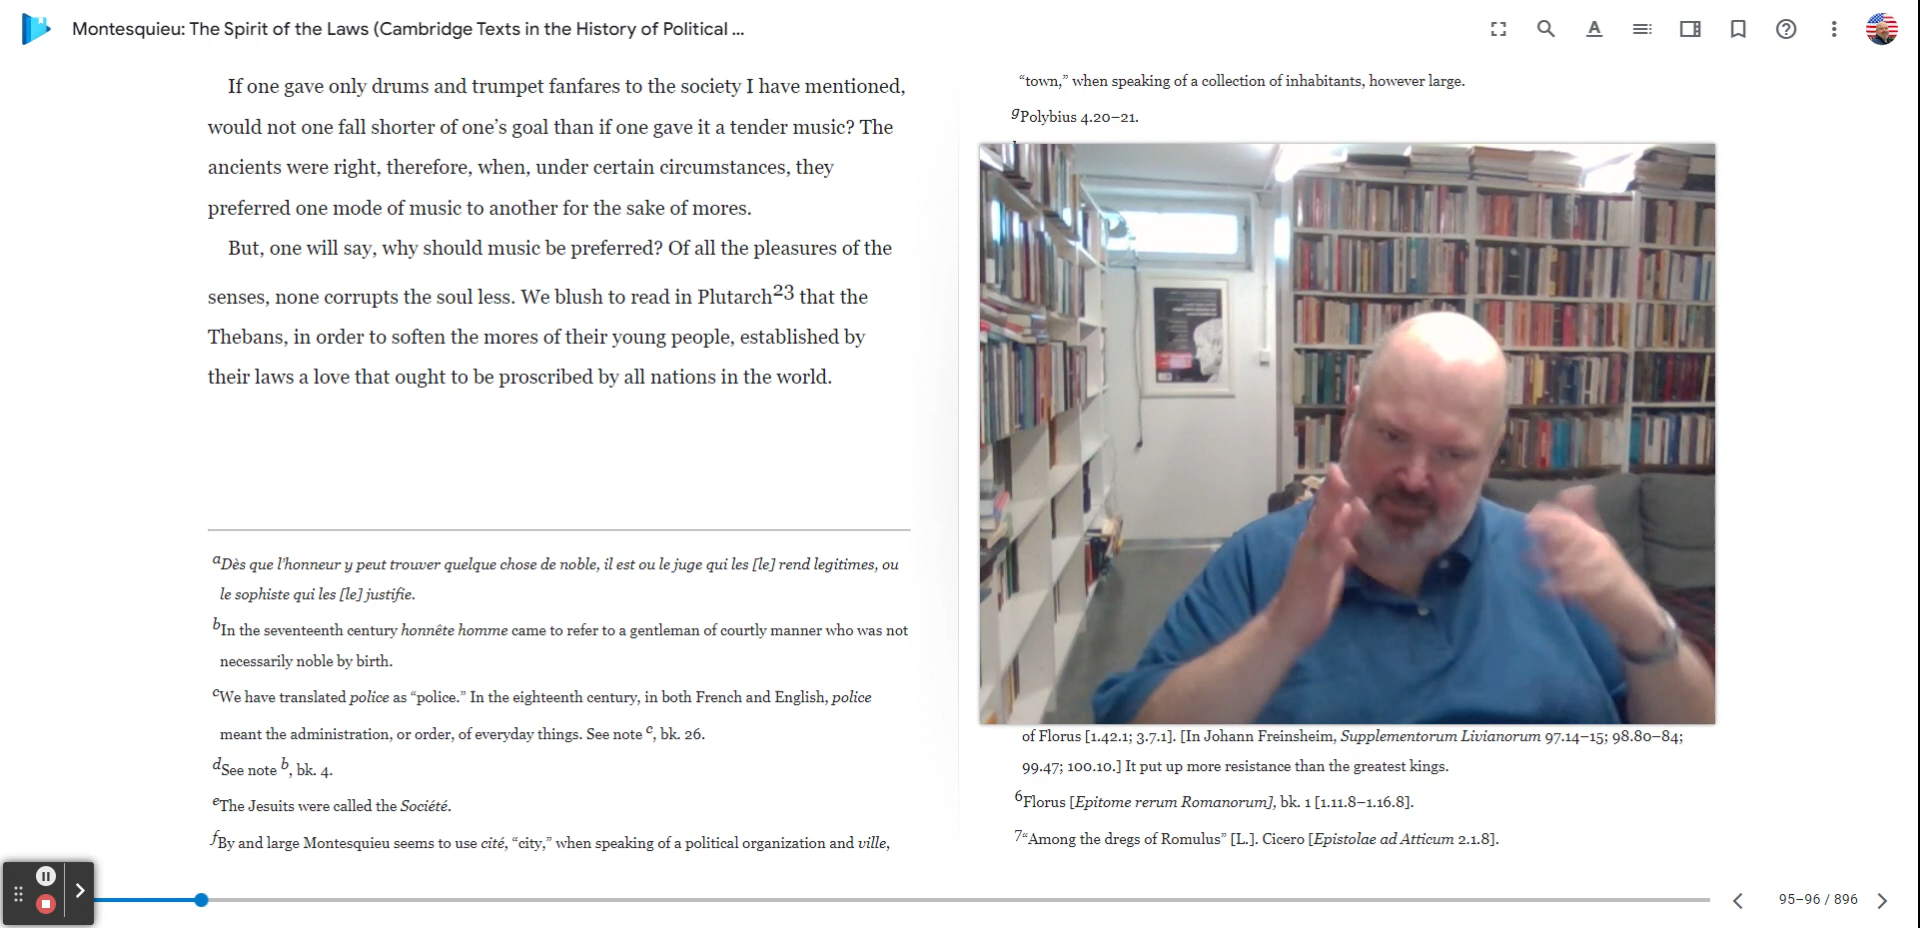 Montesquieu: The Spirit of the Laws (Cambridge Texts in the History of Political ...
If one gave only drums and trumpet fanfares to the society I have mentioned,
would not one fall shorter of one’s goal than if one gave it a tender music? The
ancients were right, therefore, when, under certain circumstances, they
preferred one mode of music to another for the sake of mores.
But, one will say, why should music be preferred? Of all the pleasures of the
senses, none corrupts the soul less. We blush to read in Plutarch23 that the
Thebans, in order to soften the mores of their young people, established by
their laws a love that ought to be proscribed by all nations in the world.
aDès que l’honneur y peut trouver quelque chose de noble, il est ou le juge qui les [le] rend legitimes, ou
le sophiste qui les [le] justifie.
bIn the seventeenth century honnête homme came to refer to a gentleman of courtly manner who was not
necessarily noble by birth.
cWe have translated police as “police.” In the eighteenth century, in both French and English, police
meant the administration, or order, of everyday things. See note c, bk. 26.
dSee note b, bk. 4.
eThe Jesuits were called the Société.
fBy and large Montesquieu seems to use cité, “city,” when speaking of a political organization and ville,
“town,” when speaking of a collection of inhabitants, however large.
gPolybius 4.20–21.
of Florus [1.42.1; 3.7.1]. [In Johann Freinsheim, Supplementorum Livianorum 97.14–15; 98.80–84;
99.47; 100.10.] It put up more resistance than the greatest kings.
6Florus [Epitome rerum Romanorum], bk. 1 [1.11.8–1.16.8].
7“Among the dregs of Romulus” [L.]. Cicero [Epistolae ad Atticum 2.1.8].
95–96 / 896